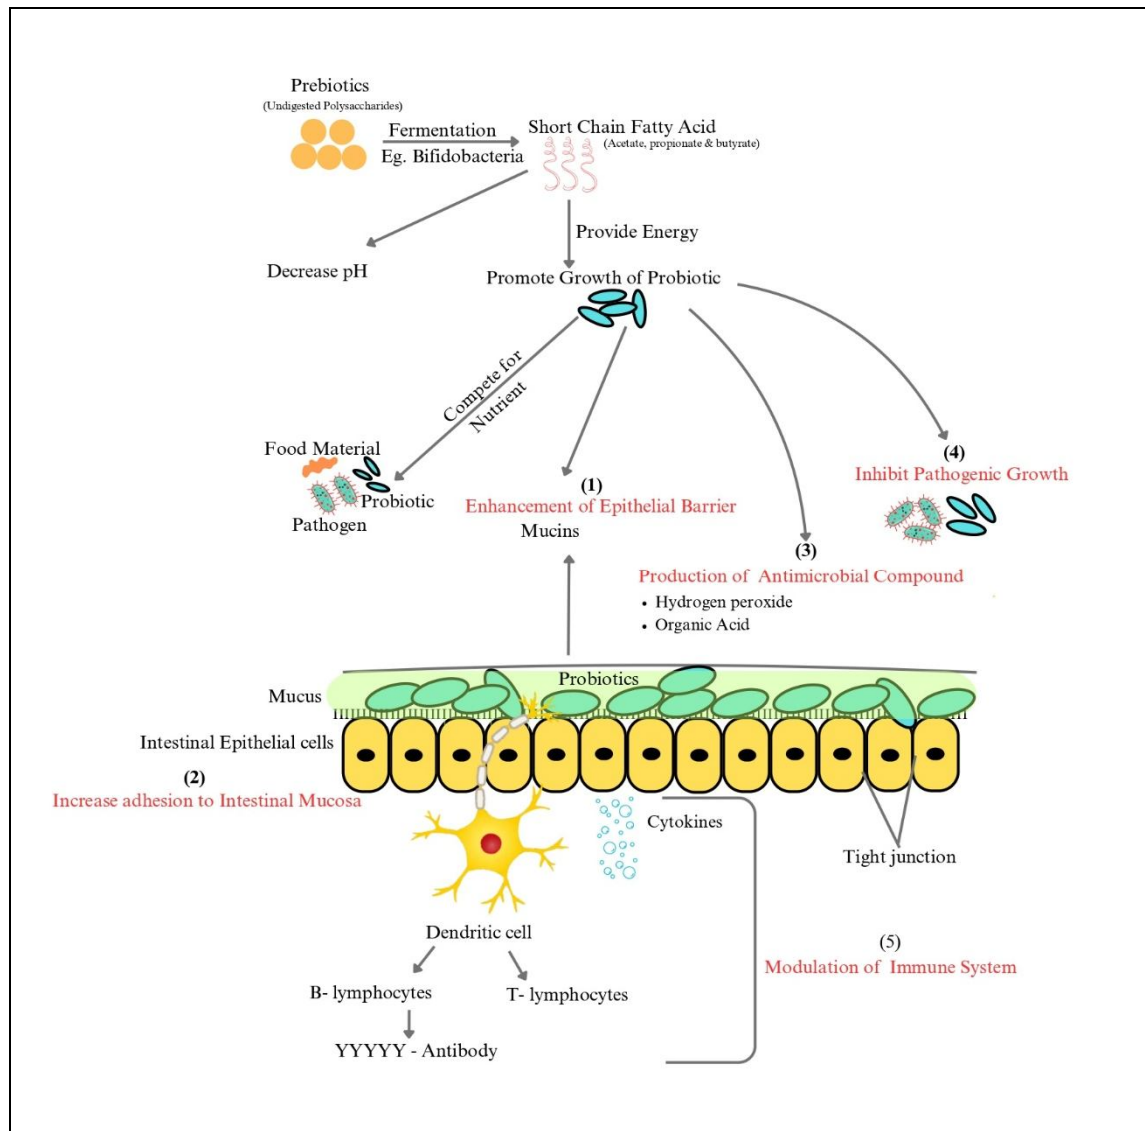 Prebiotics
(Undigested Polysaccharides)
Fermentation
Eg. Bifidobacteria
Short Chain Fatty Acid
(Acetate, propionate & butyrate)
Provide Energy
Decrease pH
Promote Growth of Probiotic
Compete for
Nutrient
Food Material
Probiotic
Pathogen
(1)
Enhancement of Epithelial Barrier
Mucins
(4)
Inhibit Pathogenic Growth
(3)
Production of Antimicrobial Compound
• Hydrogen peroxide
• Organic Acid
Probiotics
Mucus
Intestinal Epithelial cells
(2)
Increase adhesion to Intestinal Mucosa
Cytokines
Tight junction
Dendritic cell
(5)
Modulation of Immune System
B- lymphocytes
T- lymphocytes
YYYYY - Antibody